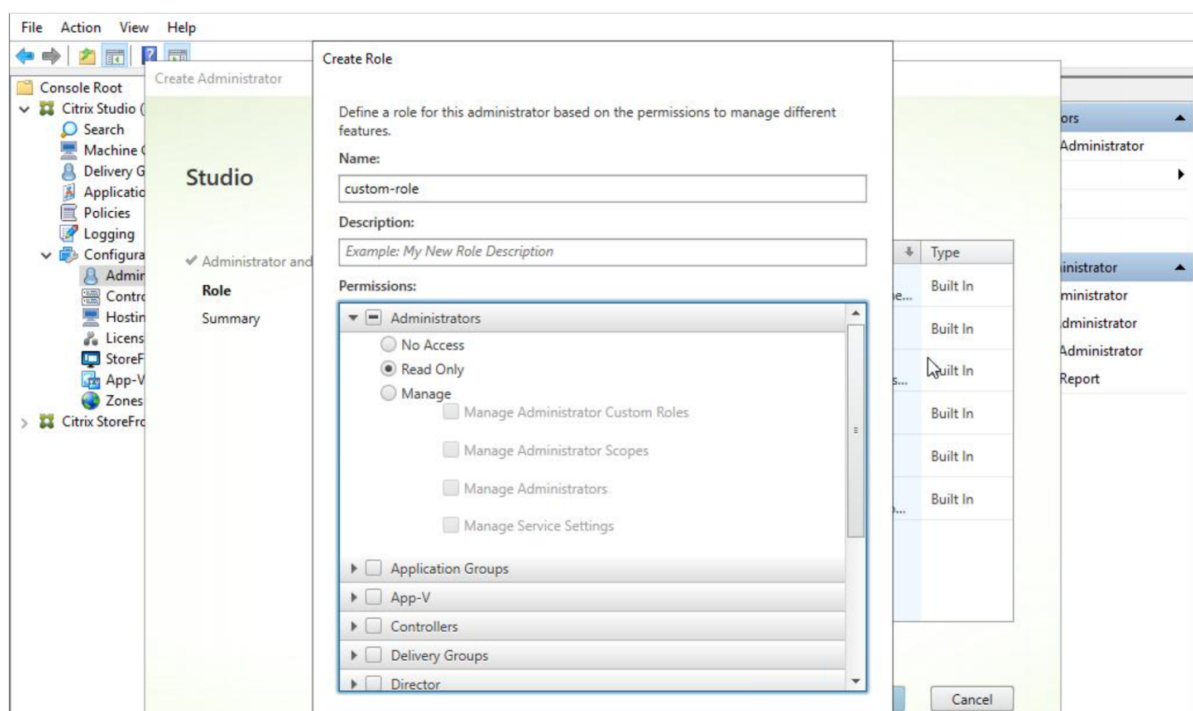 File Action View Help
Console Root
Citrix Studio (
Search
Machine
Delivery G
Applicatio
Policies
Logging
Configura
Admir
Contro
Hostin
Licens
StoreF
App-V
Zones
Citrix StoreFro
Create Administrator
Studio
Administrator and
Role
Summary
Create Role
Define a role for this administrator based on the permissions to manage different
features.
Name:
custom-role
Description:
Example: My New Role Description
Permissions:
Administrators
No Access
Read Only
Manage
Manage Administrator Custom Roles
Manage Administrator Scopes
Manage Administrators
Manage Service Settings
Application Groups
App-V
Controllers
Delivery Groups
Director
Type
Built In
Built In
Built In
Built In
Built In
Built In
Cancel
ors
Administrator
inistrator
ministrator
dministrator
Administrator
Report